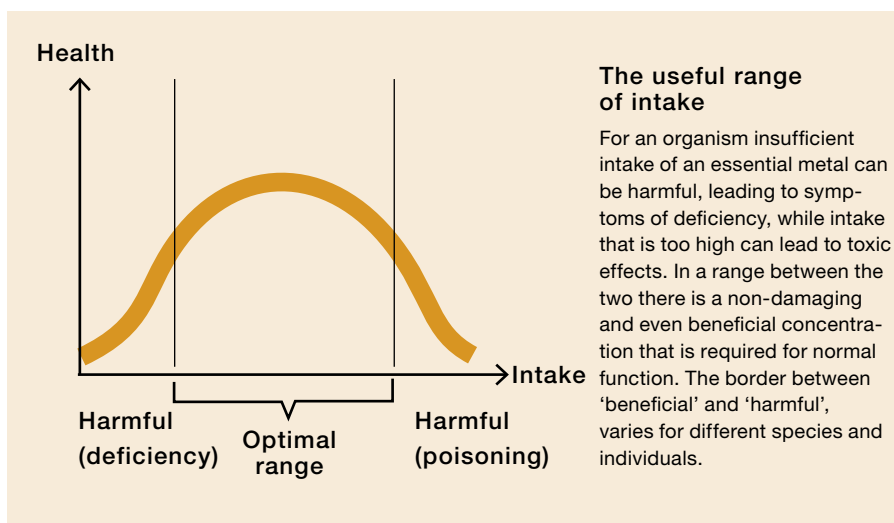 Health
Intake
Harmful
(deficiency)
Optimal
range
Harmful
(poisoning)
The useful range
of intake
For an organism insufficient
intake of an essential metal can
be harmful, leading to symp-
toms of deficiency, while intake
that is too high can lead to toxic
effects. In a range between the
two there is a non-damaging
and even beneficial concentra-
tion that is required for normal
function. The border between
‘beneficial’ and ‘harmful’,
varies for different species and
individuals.